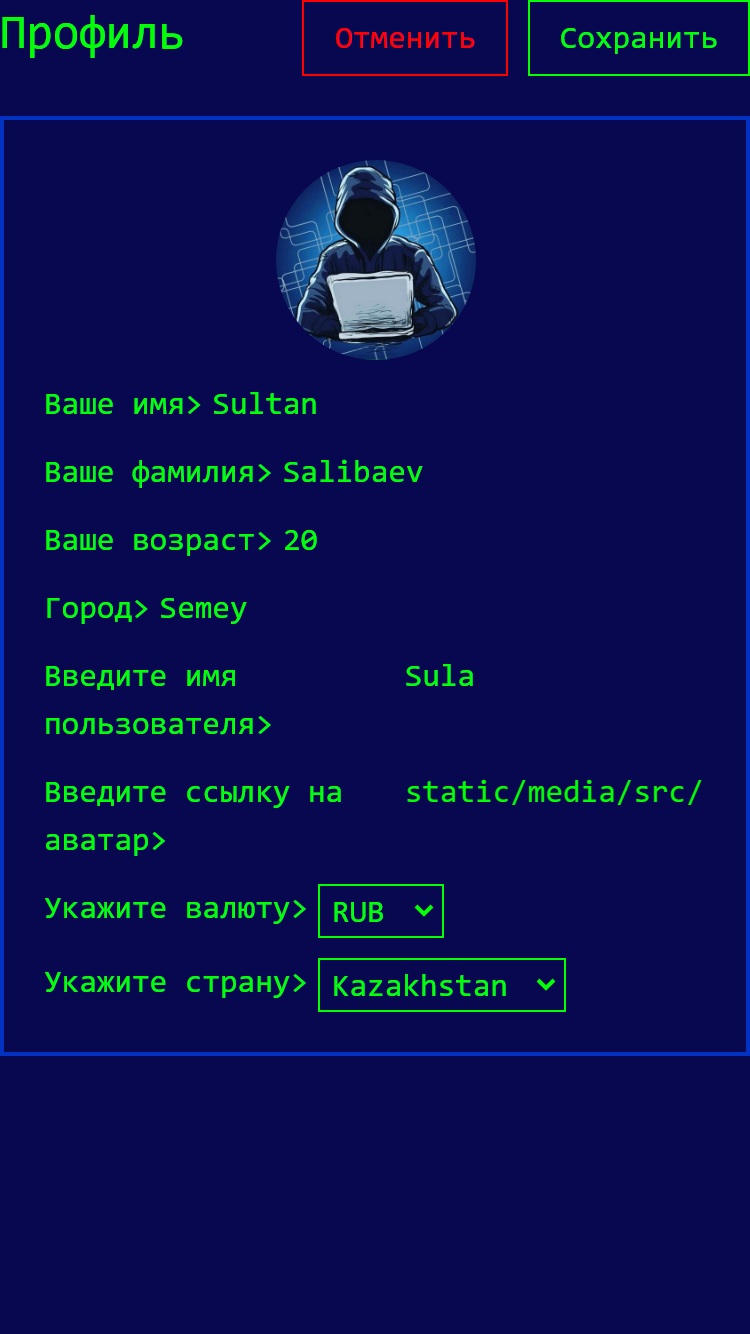 Профиль
Отменить
Сохранить
Ваше имя> Sultan
Ваше фамилия> Salibaev
Ваше возраст> 20
Город> Semey
Введите имя Sula
пользователя>
Введите ссылку на static/media/src/
аватар>
Укажите валюту> RUB
Укажите страну> Kazakhstan